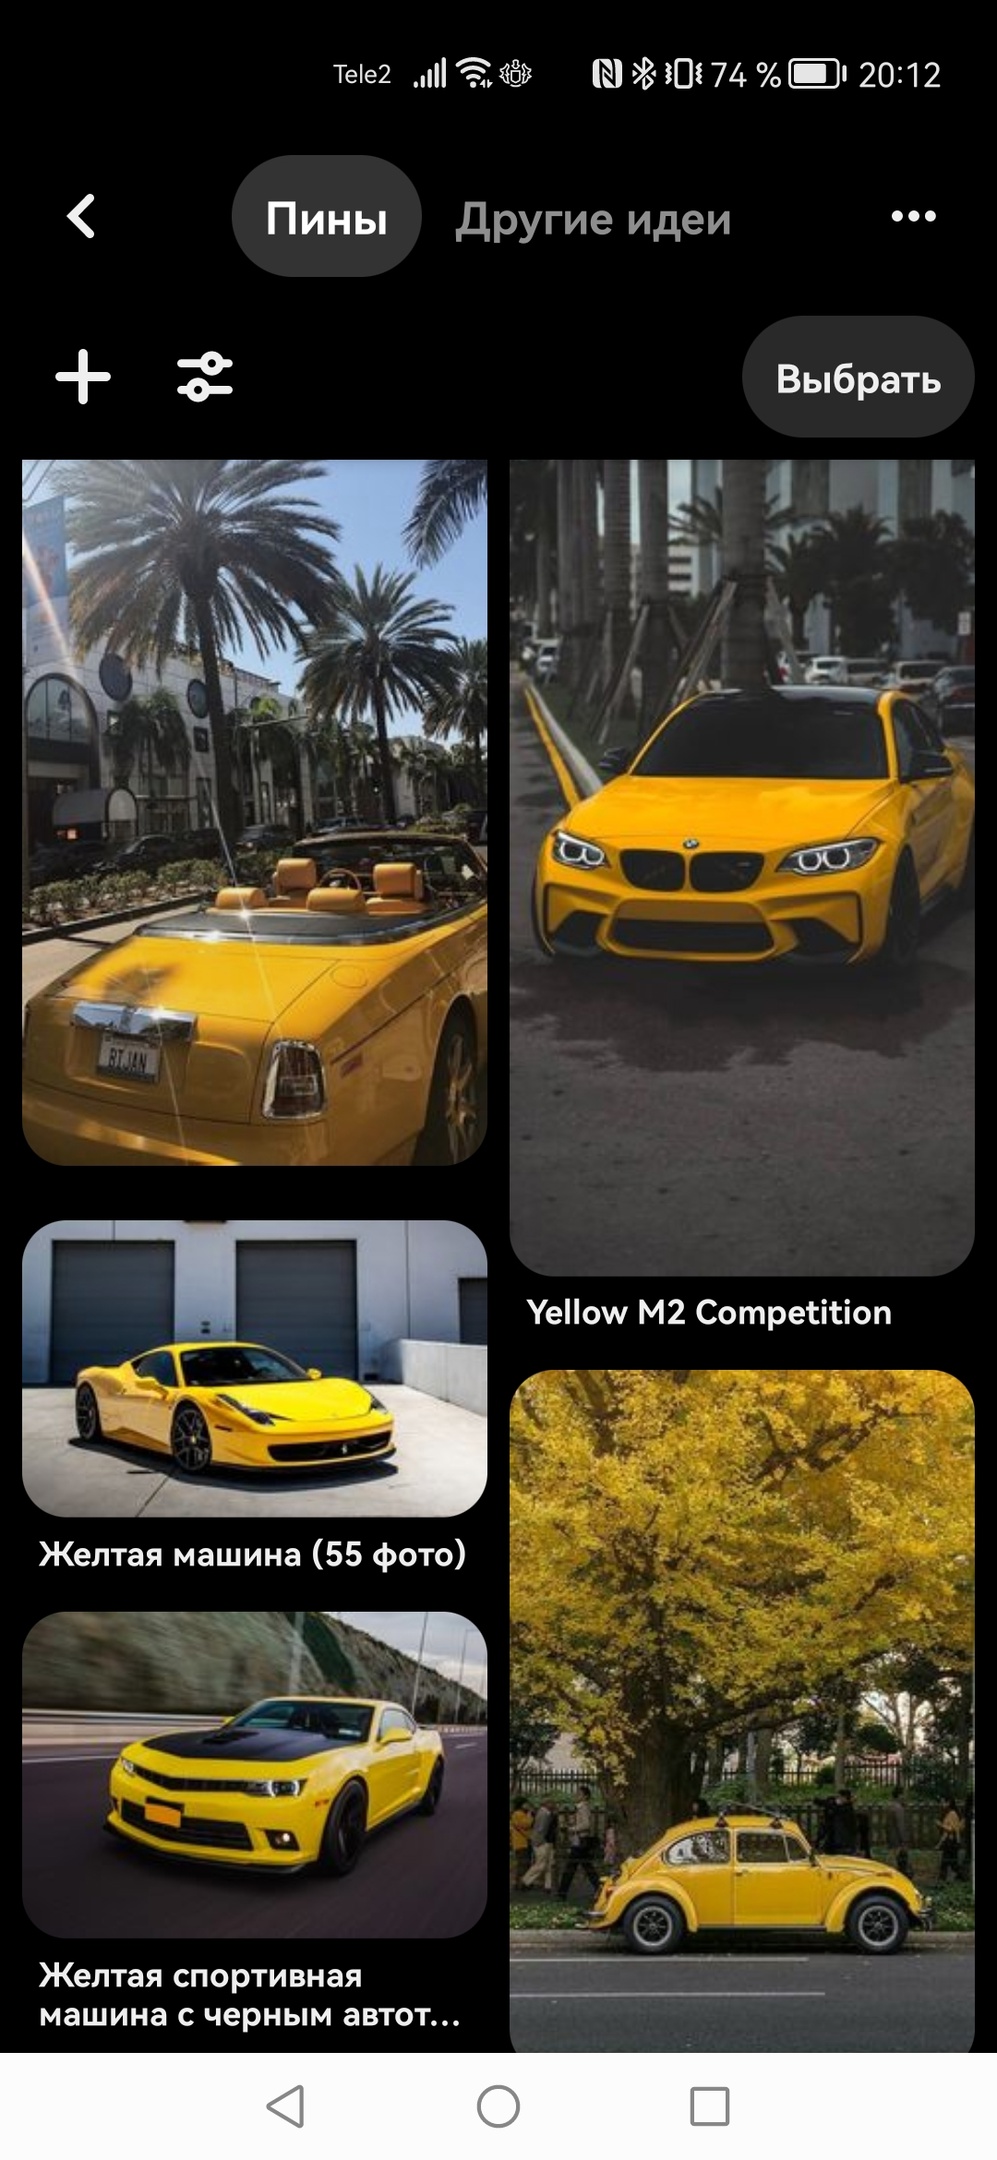 Tele2 74 % 20:12
Пины Другие идеи
Выбрать
BTJAN
Yellow M2 Competition
Желтая машина (55 фото)
Желтая спортивная
машина с черным автот...